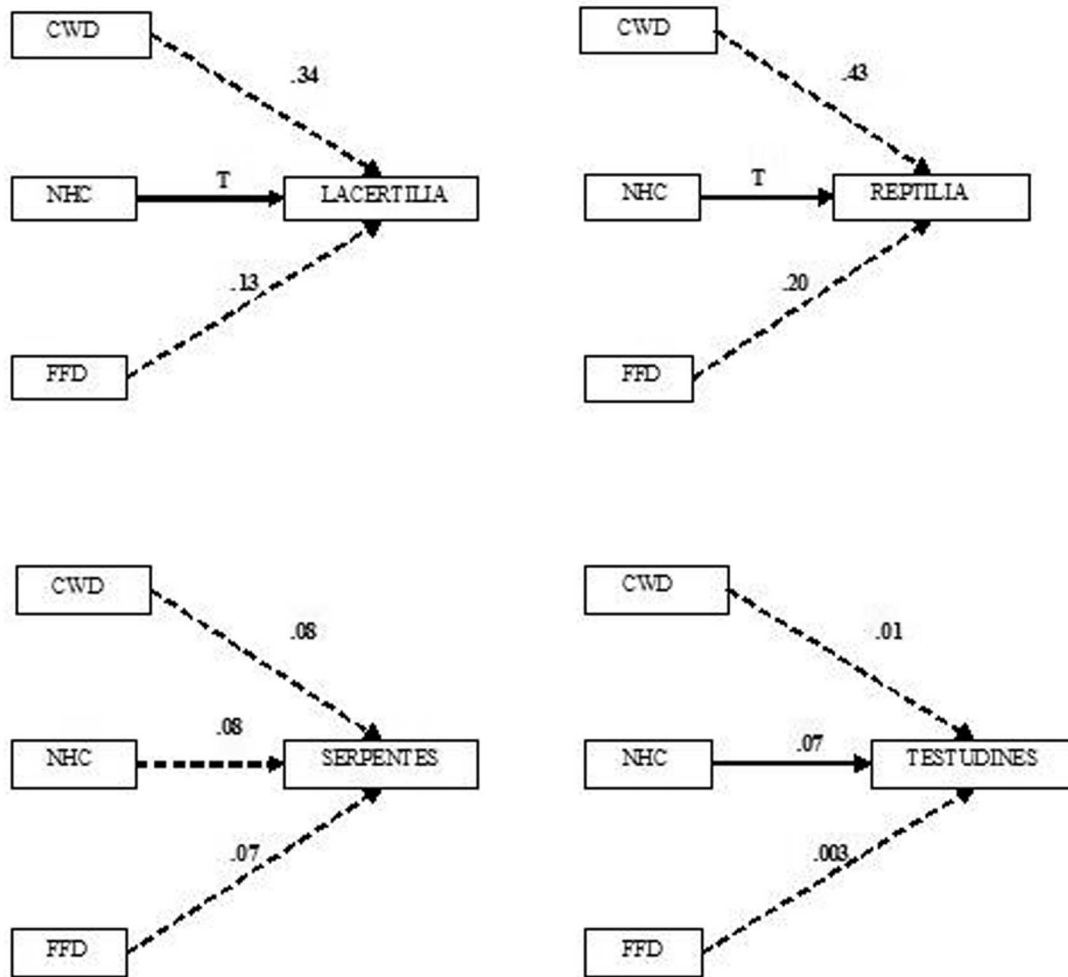 CWD
.34
NHC
T
LACERTILIA
.13
FFD
CWD
.43
NHC
T
REPTILIA
.20
FFD
CWD
.08
NHC
.08
SERPENTES
.07
FFD
CWD
.01
NHC
.07
TESTUDINES
.003
FFD